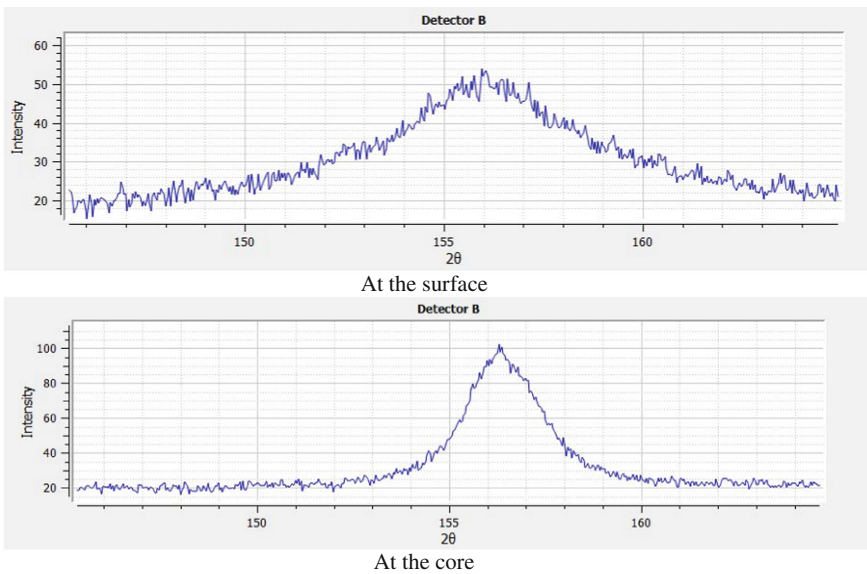 Detector B
60
50
40
30
20
Intensity
150 155 160
2θ
At the surface
Detector B
100
80
60
40
20
Intensity
150 155 160
2θ
At the core